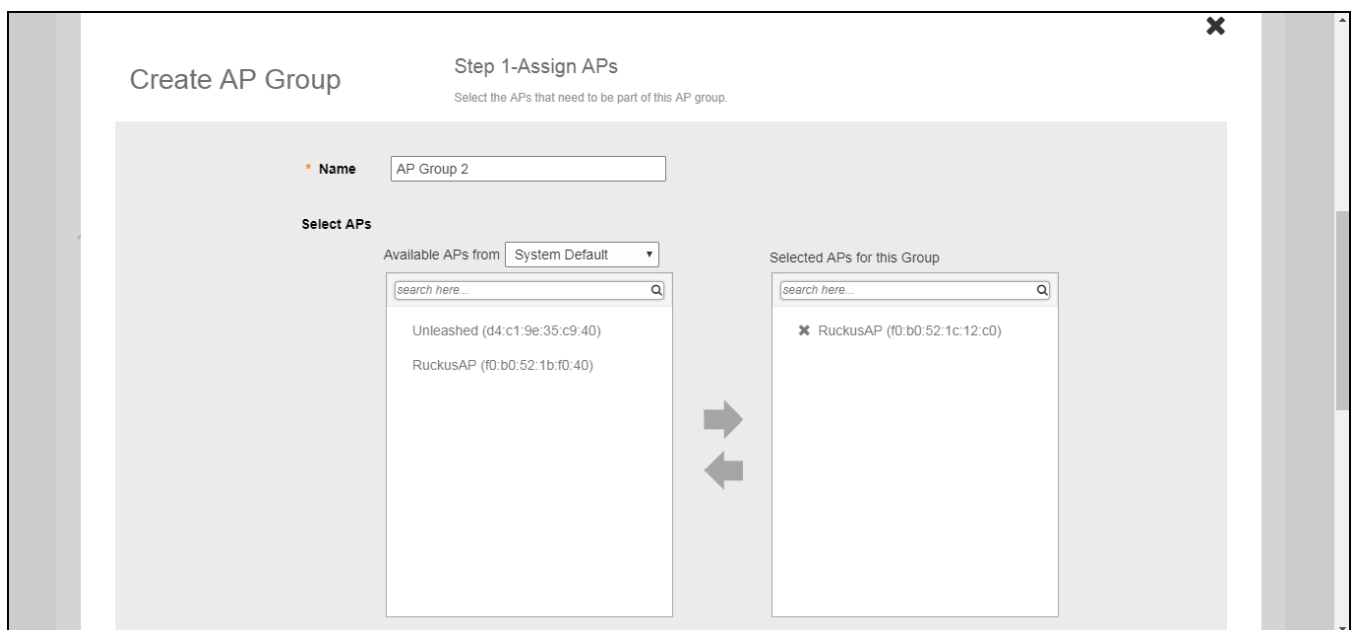 Create AP Group
Step 1-Assign APs
Select the APs that need to be part of this AP group.
* Name
AP Group 2
Select APs
Available APs from
System Default
search here...
Unleashed (d4:c1:9e:35:c9:40)
RuckusAP (f0:b0:52:1b:f0:40)
Selected APs for this Group
search here...
RuckusAP (f0:b0:52:1c:12:c0)